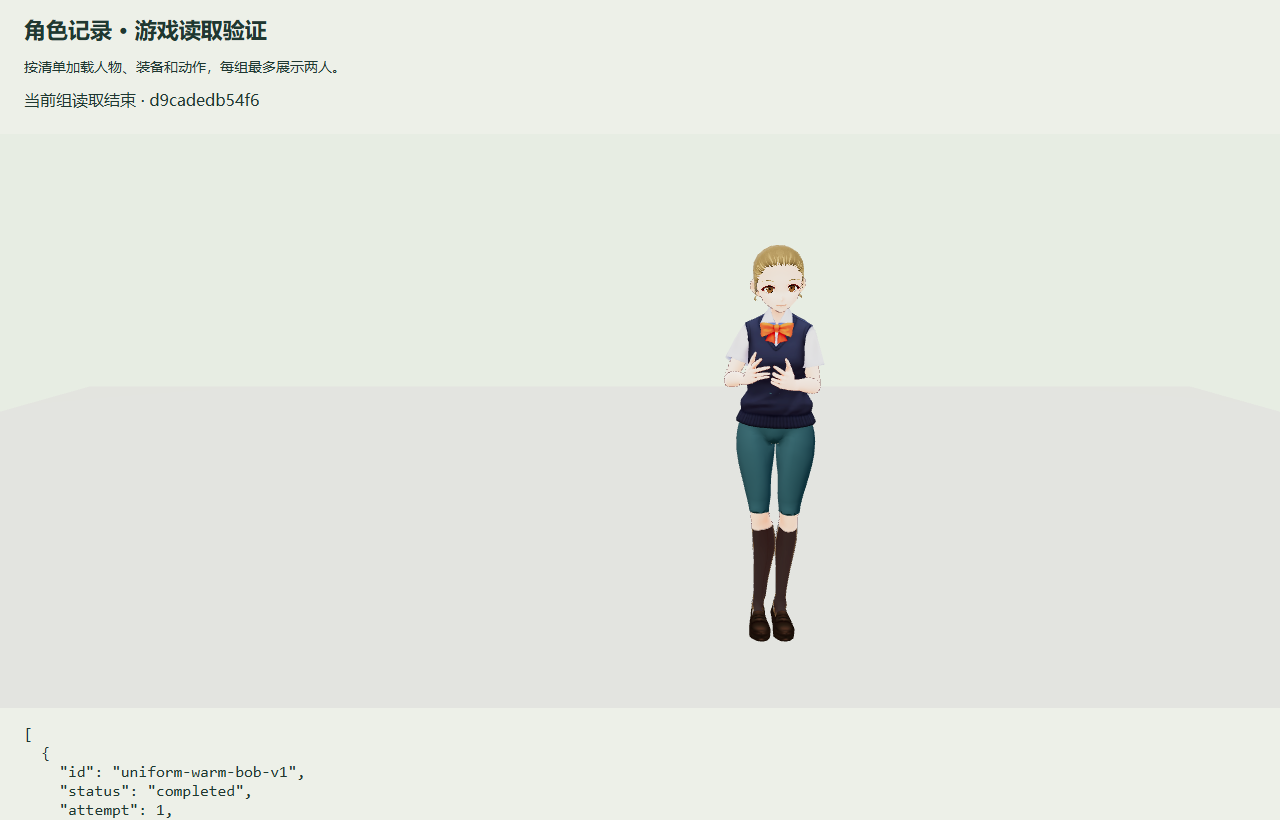 角色记录 • 游戏读取验证
按清单加载人物、装备和动作，每组最多展示两人。
当前组读取结束 · d9cadedb54f6
[
  {
    "id": "uniform-warm-bob-v1",
    "status": "completed",
    "attempt": 1,